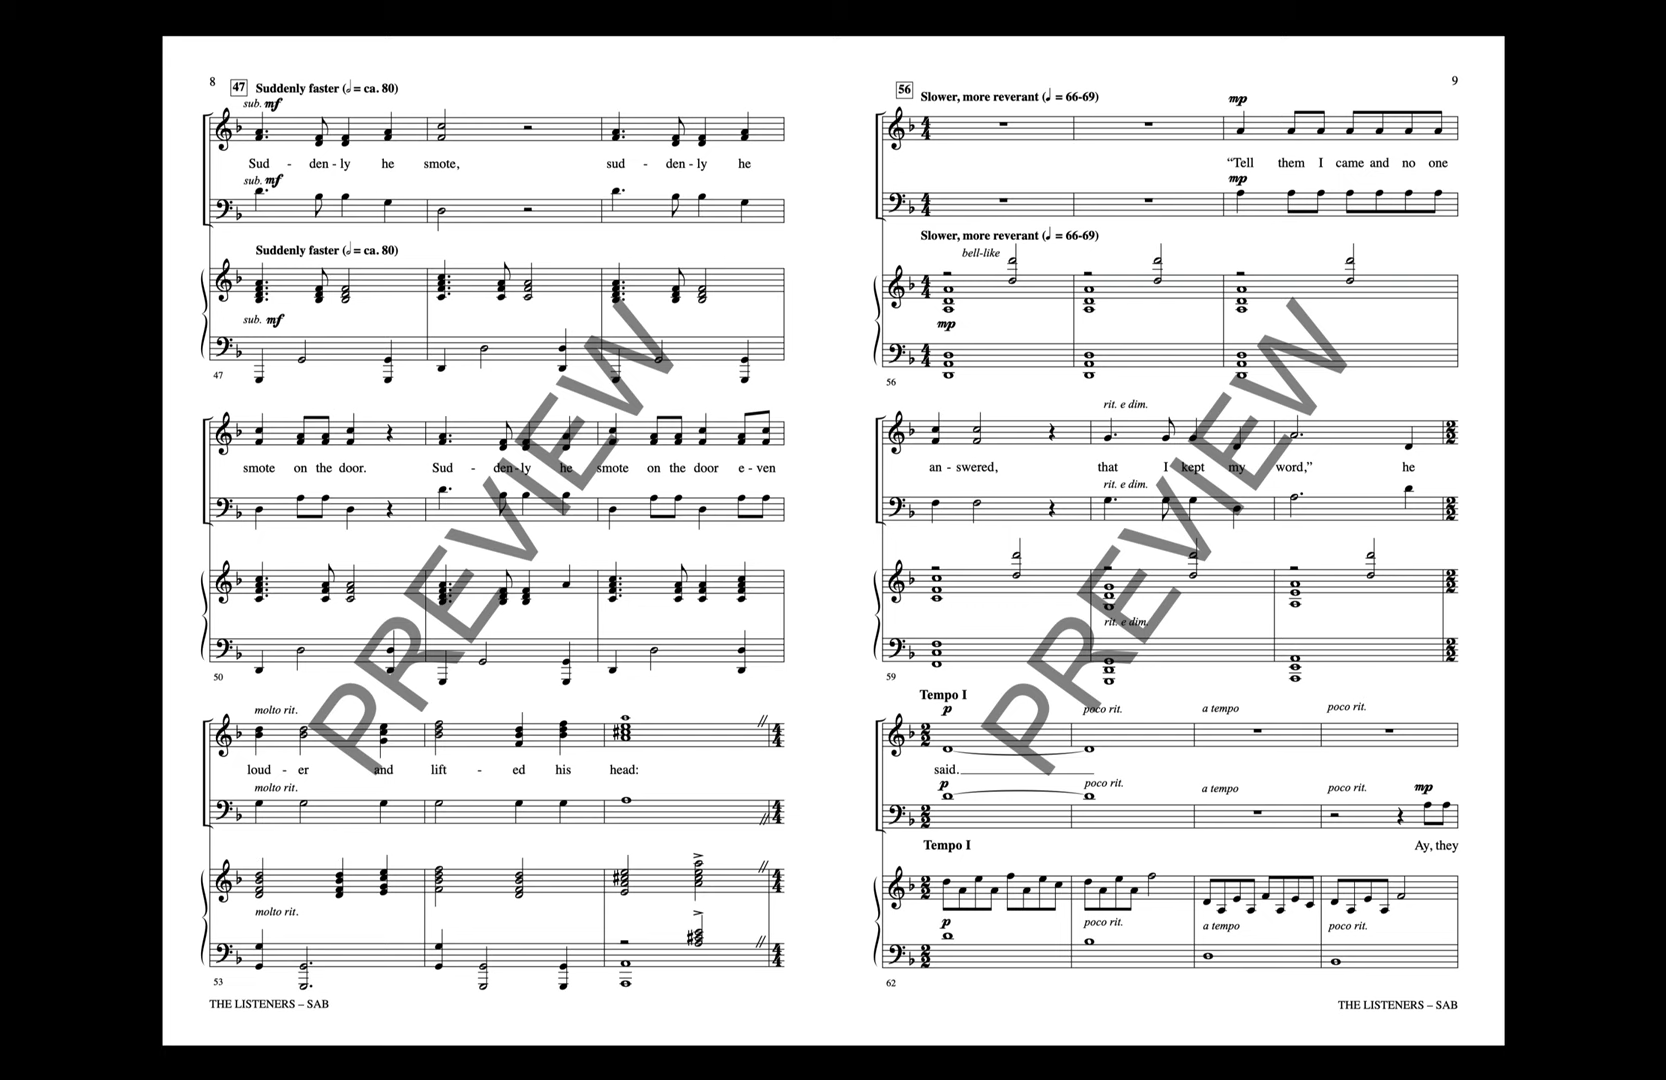 8
47 Suddenly faster (𝅗𝅥 = ca. 80)
sub. mf
Sud - den - ly he smote, sud - den - ly he
sub. mf
Suddenly faster (𝅗𝅥 = ca. 80)
sub. mf
47
smote on the door. Sud - den - ly he smote on the door e - ven
50
molto rit.
loud - er and lift - ed his head:
molto rit.
molto rit.
53
THE LISTENERS – SAB
PREVIEW
9
56 Slower, more reverant (♩ = 66-69)
mp
“Tell them I came and no one
mp
Slower, more reverant (♩ = 66-69)
bell-like
mp
56
rit. e dim.
an - swered, that I kept my word,” he
rit. e dim.
rit. e dim.
59
Tempo I
p poco rit. a tempo poco rit.
said.
p poco rit. a tempo poco rit. mp
Tempo I Ay, they
p poco rit. a tempo poco rit.
62
THE LISTENERS – SAB
PREVIEW